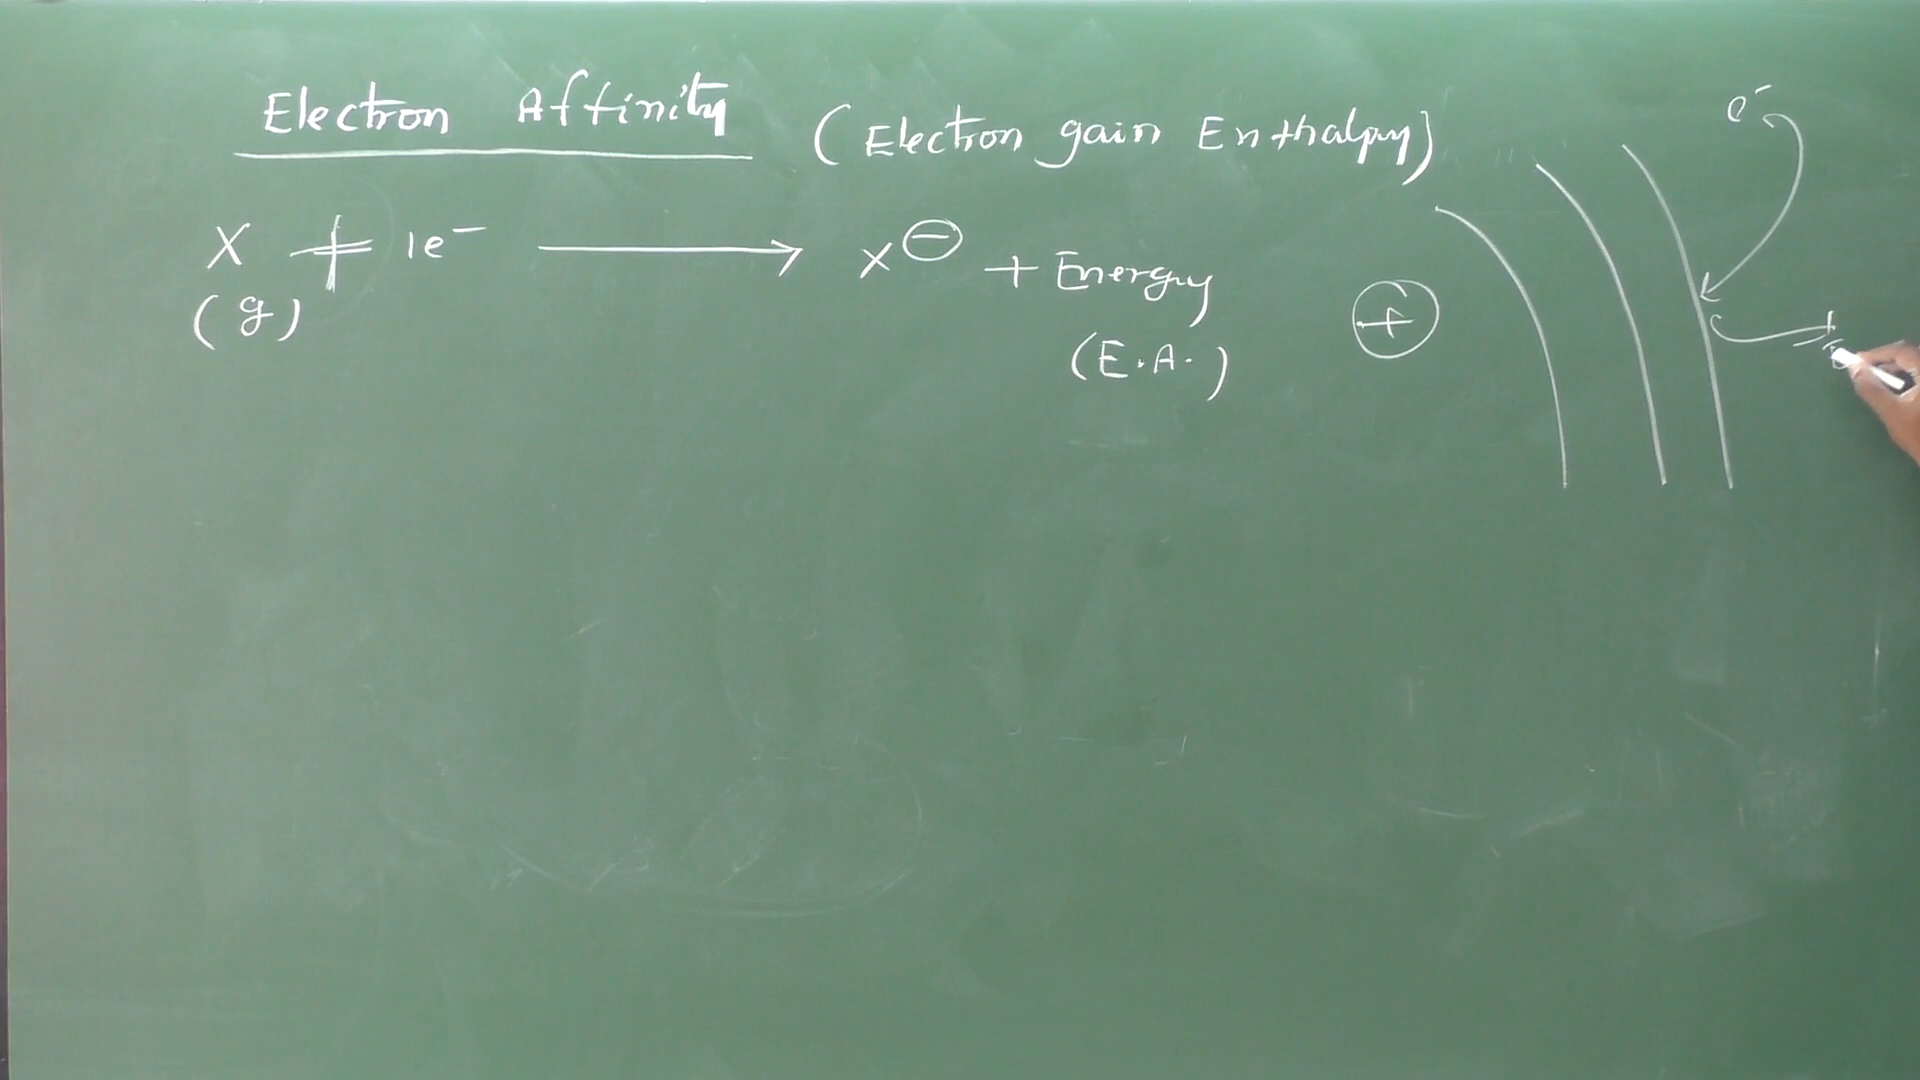 Electron Affinity (Electron gain Enthalpy)
X + 1e⁻ ⟶ x⊖ + Energy
(g)
(E.A.)
e⁻
+